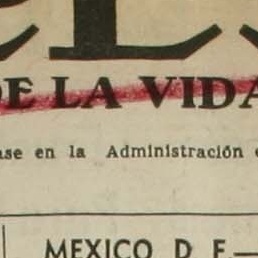 DE LA VIDA
ase en la Administración
MEXICO D F—